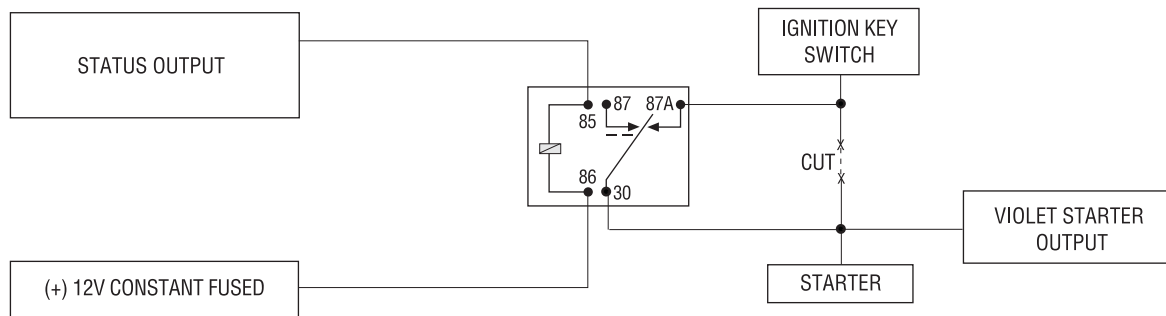 STATUS OUTPUT
IGNITION KEY
SWITCH
87
87A
85
86
30
CUT
VIOLET STARTER
OUTPUT
(+) 12V CONSTANT FUSED
STARTER